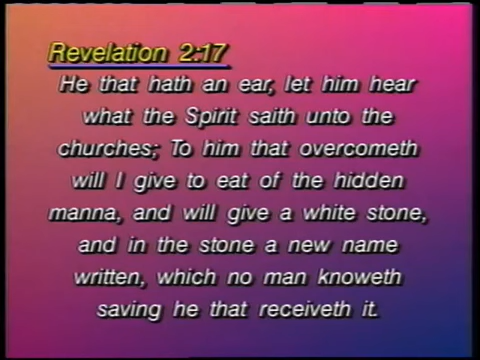 Revelation 2:17
He that hath an ear, let him hear
what the Spirit saith unto the
churches; To him that overcometh
will I give to eat of the hidden
manna, and will give a white stone,
and in the stone a new name
written, which no man knoweth
saving he that receiveth it.